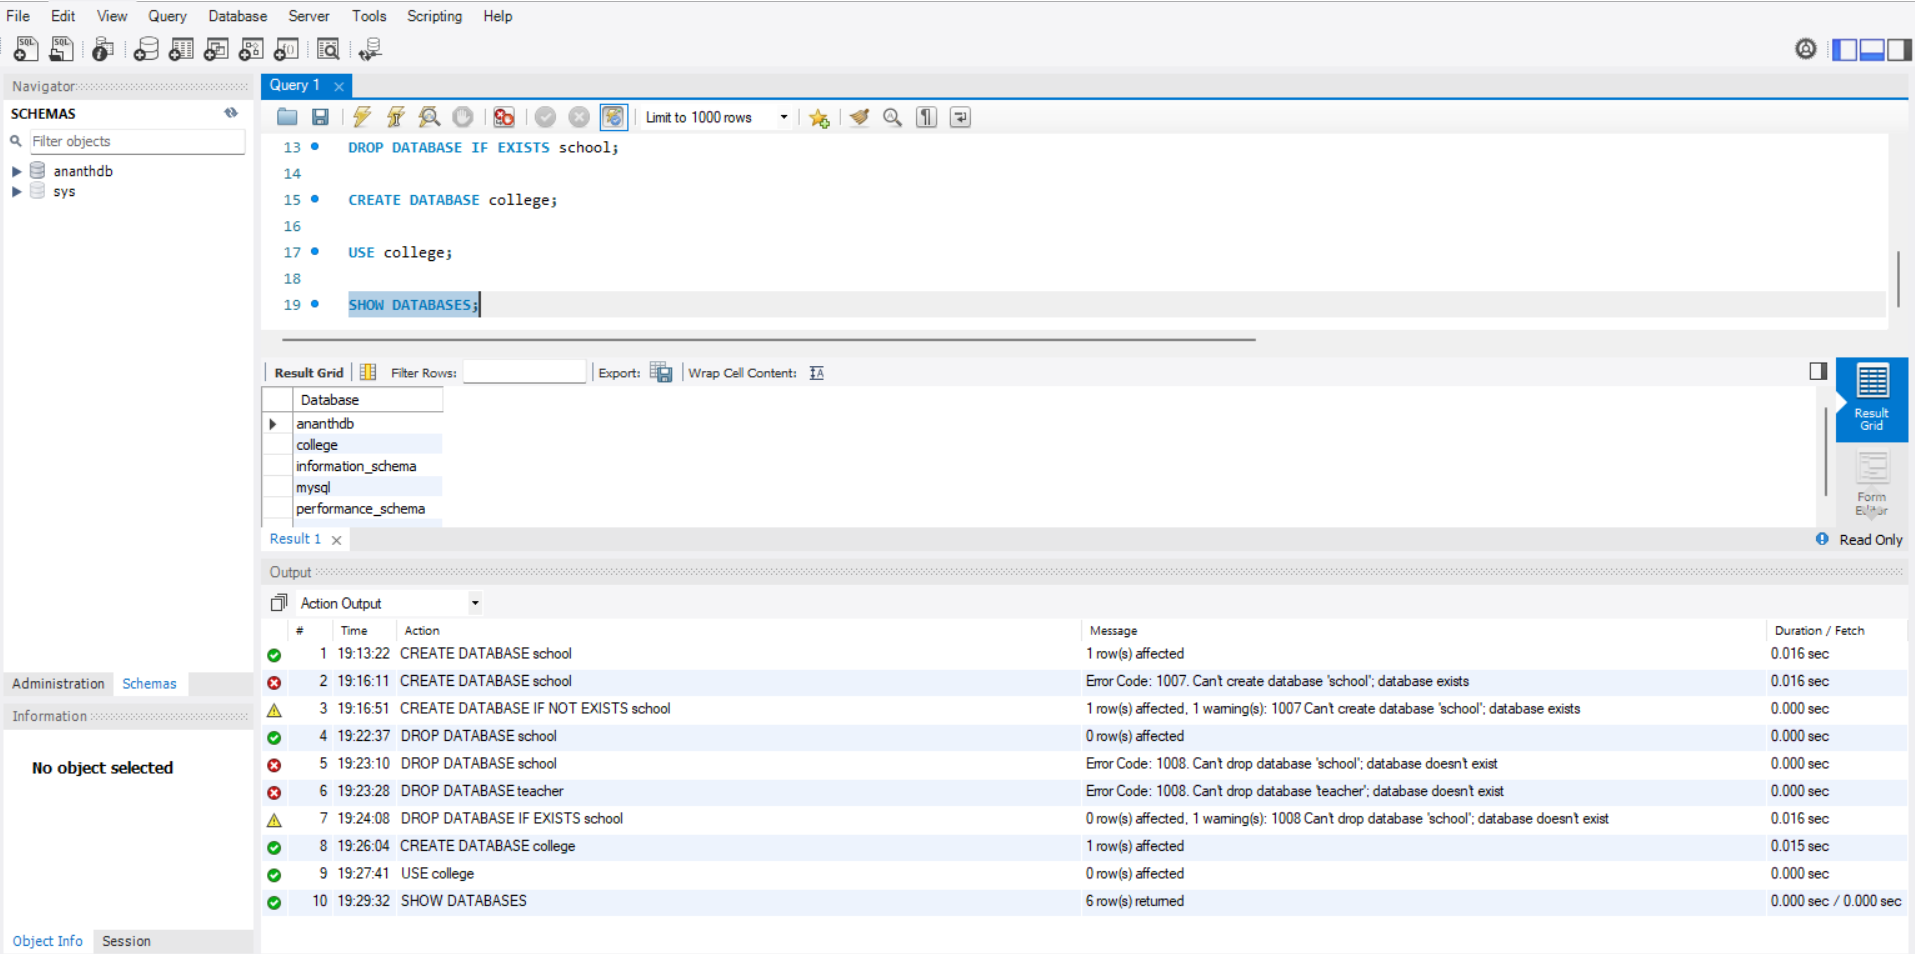 File Edit View Query Database Server Tools Scripting Help
Navigator
SCHEMAS
Filter objects
ananthdb
sys
Administration Schemas
Information
No object selected
Object Info Session
Query 1
Limit to 1000 rows
13 DROP DATABASE IF EXISTS school;
14
15 CREATE DATABASE college;
16
17 USE college;
18
19 SHOW DATABASES;
Result Grid Filter Rows: Export: Wrap Cell Content:
Database
ananthdb
college
information_schema
mysql
performance_schema
Result
Grid
Form
Editor
Result 1
Read Only
Output
Action Output
# Time Action Message Duration / Fetch
1 19:13:22 CREATE DATABASE school 1 row(s) affected 0.016 sec
2 19:16:11 CREATE DATABASE school Error Code: 1007. Can't create database 'school'; database exists 0.016 sec
3 19:16:51 CREATE DATABASE IF NOT EXISTS school 1 row(s) affected, 1 warning(s): 1007 Can't create database 'school'; database exists 0.000 sec
4 19:22:37 DROP DATABASE school 0 row(s) affected 0.000 sec
5 19:23:10 DROP DATABASE school Error Code: 1008. Can't drop database 'school'; database doesn't exist 0.000 sec
6 19:23:28 DROP DATABASE teacher Error Code: 1008. Can't drop database 'teacher'; database doesn't exist 0.000 sec
7 19:24:08 DROP DATABASE IF EXISTS school 0 row(s) affected, 1 warning(s): 1008 Can't drop database 'school'; database doesn't exist 0.016 sec
8 19:26:04 CREATE DATABASE college 1 row(s) affected 0.015 sec
9 19:27:41 USE college 0 row(s) affected 0.000 sec
10 19:29:32 SHOW DATABASES 6 row(s) returned 0.000 sec / 0.000 sec